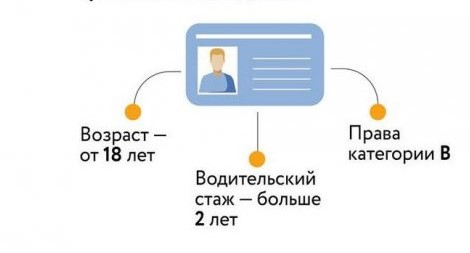 Возраст —
от 18 лет
Водительский
стаж — больше
2 лет
Права
категории В